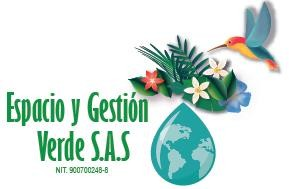 Espacio y Gestión
Verde S.A.S
NIT. 900700248-8